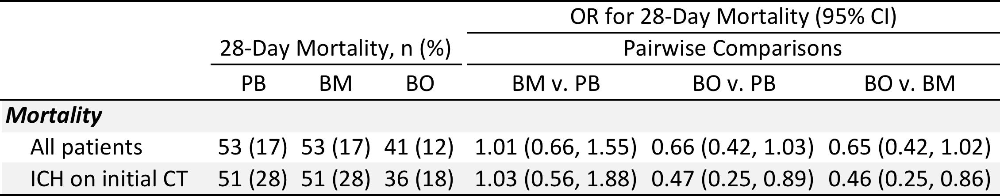 OR for 28-Day Mortality (95% CI)
28-Day Mortality, n (%) Pairwise Comparisons
PB BM BO BM v. PB BO v. PB BO v. BM
Mortality
All patients 53 (17) 53 (17) 41 (12) 1.01 (0.66, 1.55) 0.66 (0.42, 1.03) 0.65 (0.42, 1.02)
ICH on initial CT 51 (28) 51 (28) 36 (18) 1.03 (0.56, 1.88) 0.47 (0.25, 0.89) 0.46 (0.25, 0.86)